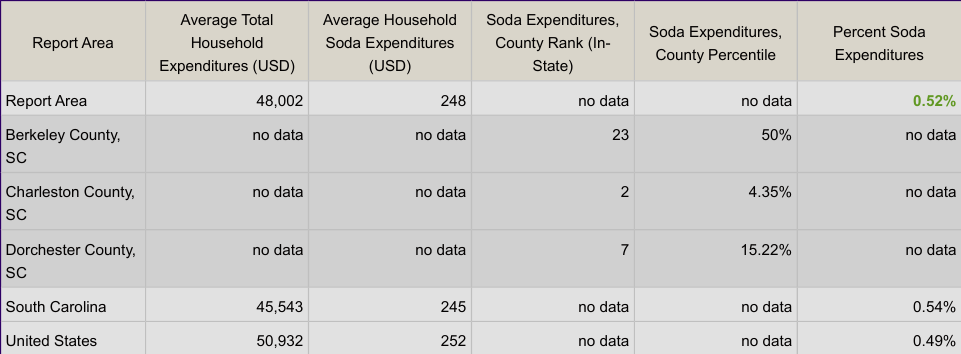 Report Area
Average Total
Household
Expenditures (USD)
Average Household
Soda Expenditures
(USD)
Soda Expenditures,
County Rank (In-
State)
Soda Expenditures,
County Percentile
Percent Soda
Expenditures
Report Area 48,002 248 no data no data 0.52%
Berkeley County, no data no data 23 50% no data
SC
Charleston County, no data no data 2 4.35% no data
SC
Dorchester County, no data no data 7 15.22% no data
SC
South Carolina 45,543 245 no data no data 0.54%
United States 50,932 252 no data no data 0.49%